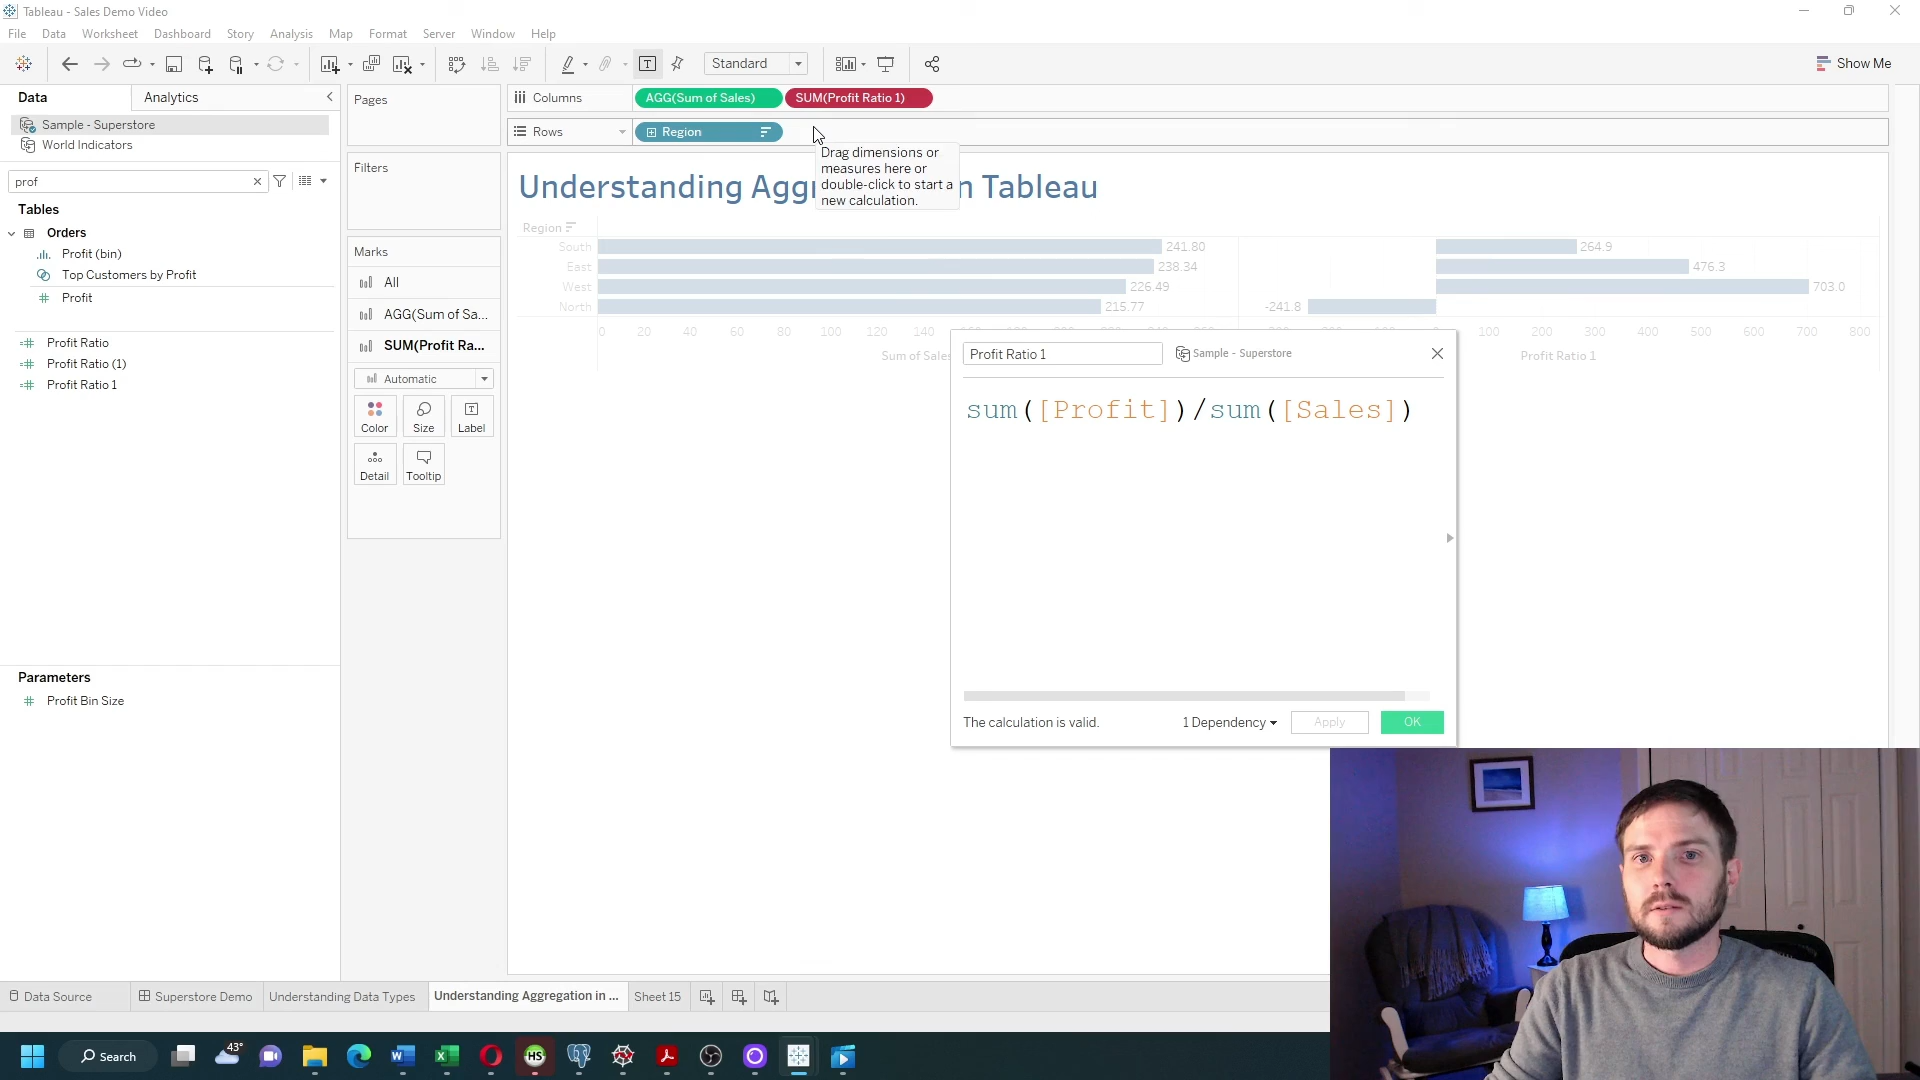 Tableau - Sales Demo Video
File Data Worksheet Dashboard Story Analysis Map Format Server Window Help
Standard
Show Me
Data Analytics
Sample - Superstore
World Indicators
prof
Tables
Orders
Profit (bin)
Top Customers by Profit
Profit
Profit Ratio
Profit Ratio (1)
Profit Ratio 1
Parameters
Profit Bin Size
Pages
Filters
Marks
All
AGG(Sum of Sa...
SUM(Profit Ra...
Automatic
Color Size Label
Detail Tooltip
Columns AGG(Sum of Sales) SUM(Profit Ratio 1)
Rows Region
Drag dimensions or
measures here or
double-click to start a
new calculation.
Understanding Aggr n Tableau
Region
South 241.80 264.9
East 238.34 476.3
West 226.49 703.0
North 215.77 -241.8
0 20 40 60 80 100 120 140 100 200 300 400 500 600 700 800
Sum of Sales Profit Ratio 1
Profit Ratio 1 Sample - Superstore
sum([Profit])/sum([Sales])
The calculation is valid. 1 Dependency Apply OK
Data Source Superstore Demo Understanding Data Types Understanding Aggregation in ... Sheet 15
Search 43°
HS